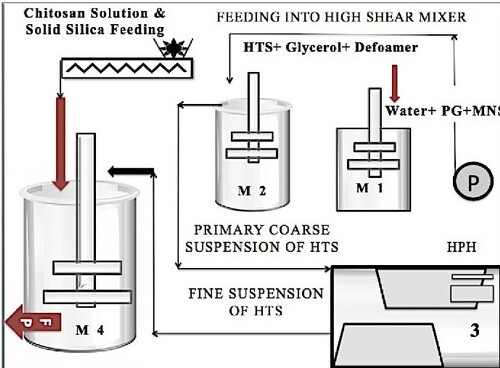 Chitosan Solution &
Solid Silica Feeding
FEEDING INTO HIGH SHEAR MIXER
HTS+ Glycerol+ Defoamer
Water+ PG+MNS
M 2
M 1
P
PRIMARY COARSE
SUSPENSION OF HTS
HPH
FINE SUSPENSION
OF HTS
3
M 4
F
P